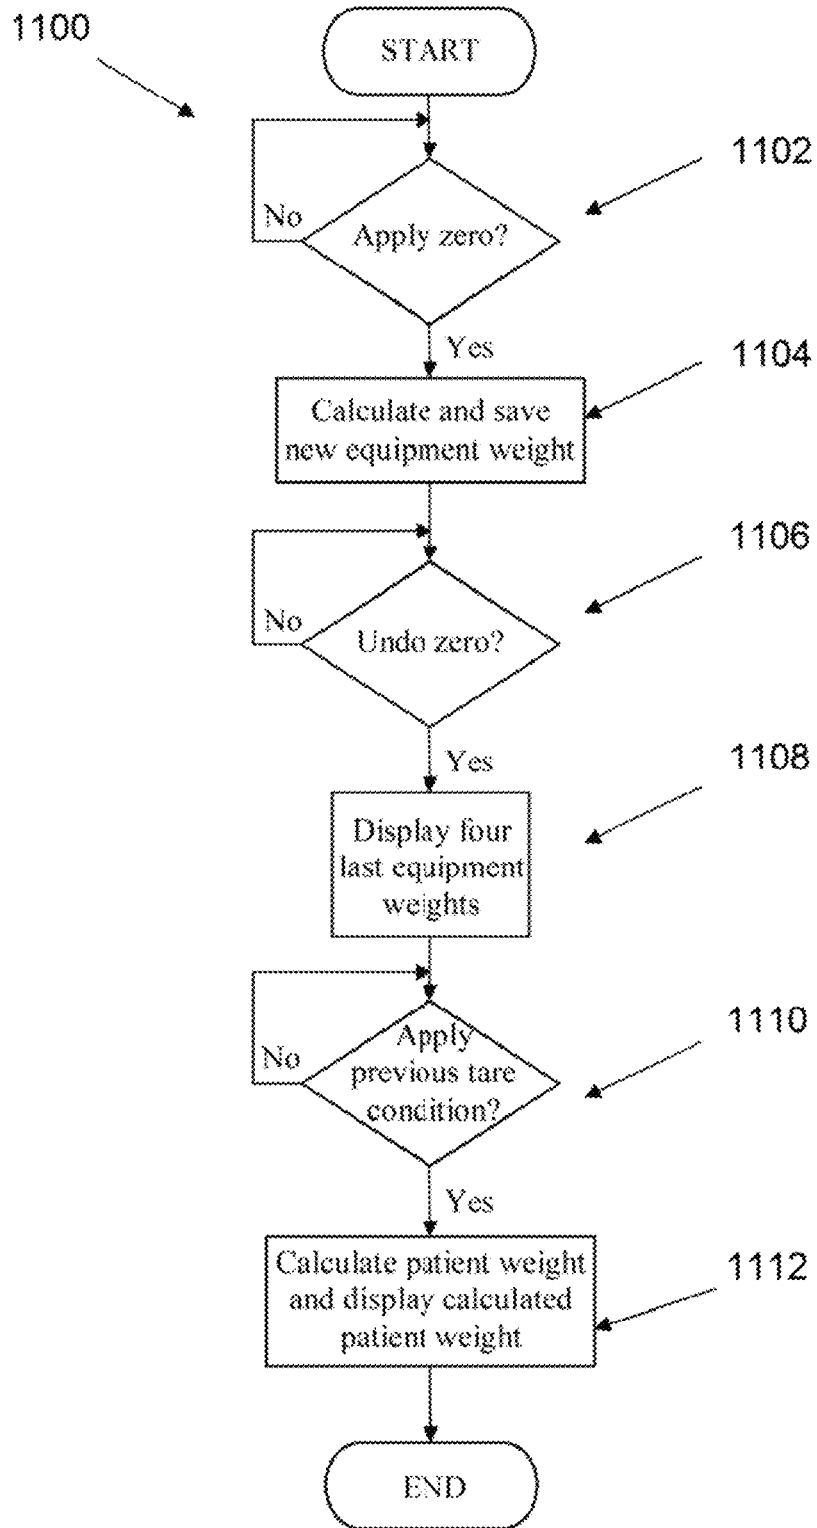 1100
START
1102
No
Apply zero?
Yes
1104
Calculate and save
new equipment weight
1106
No
Undo zero?
Yes
1108
Display four
last equipment
weights
1110
No
Apply
previous tare
condition?
Yes
1112
Calculate patient weight
and display calculated
patient weight
END